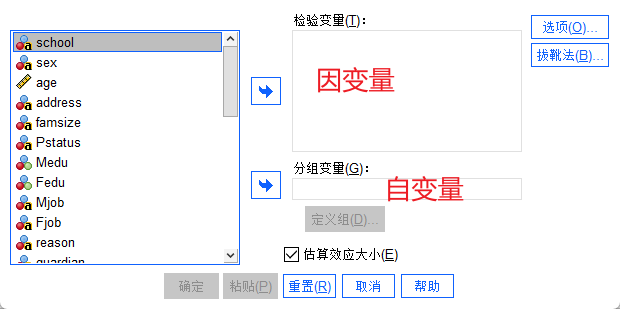 检验变量(T):
选项(O)...
school
sex
拔靴法(B)...
age
因变量
address
famsize
Pstatus
Medu
分组变量(G):
Fedu
自变量
Mjob
Fjob
定义组(D)...
reason
guardian
估算效应大小(E)
确定
粘贴(P)
重置(R)
取消
帮助